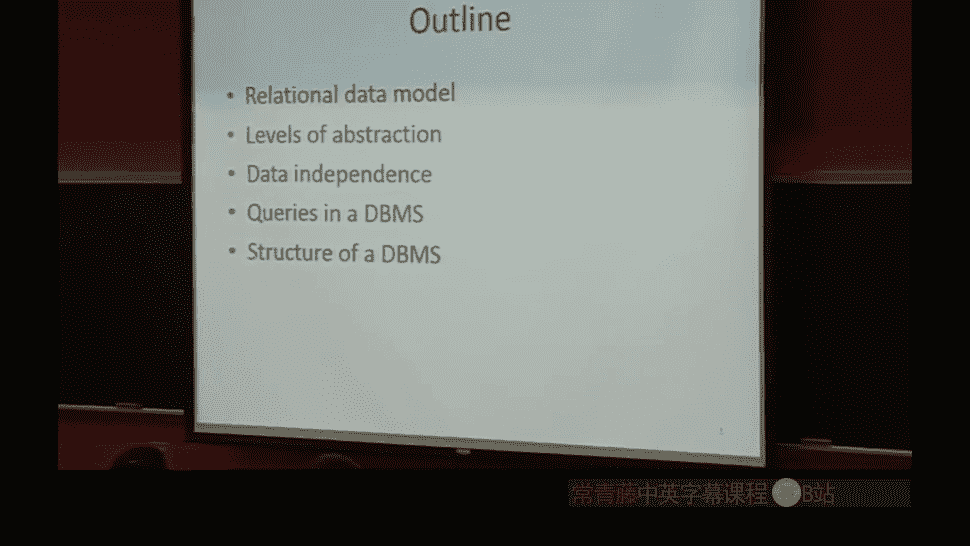 Outline
• Relational data model
• Levels of abstraction
• Data independence
• Queries in a DBMS
• Structure of a DBMS
1
常青藤中英字幕课程 B站